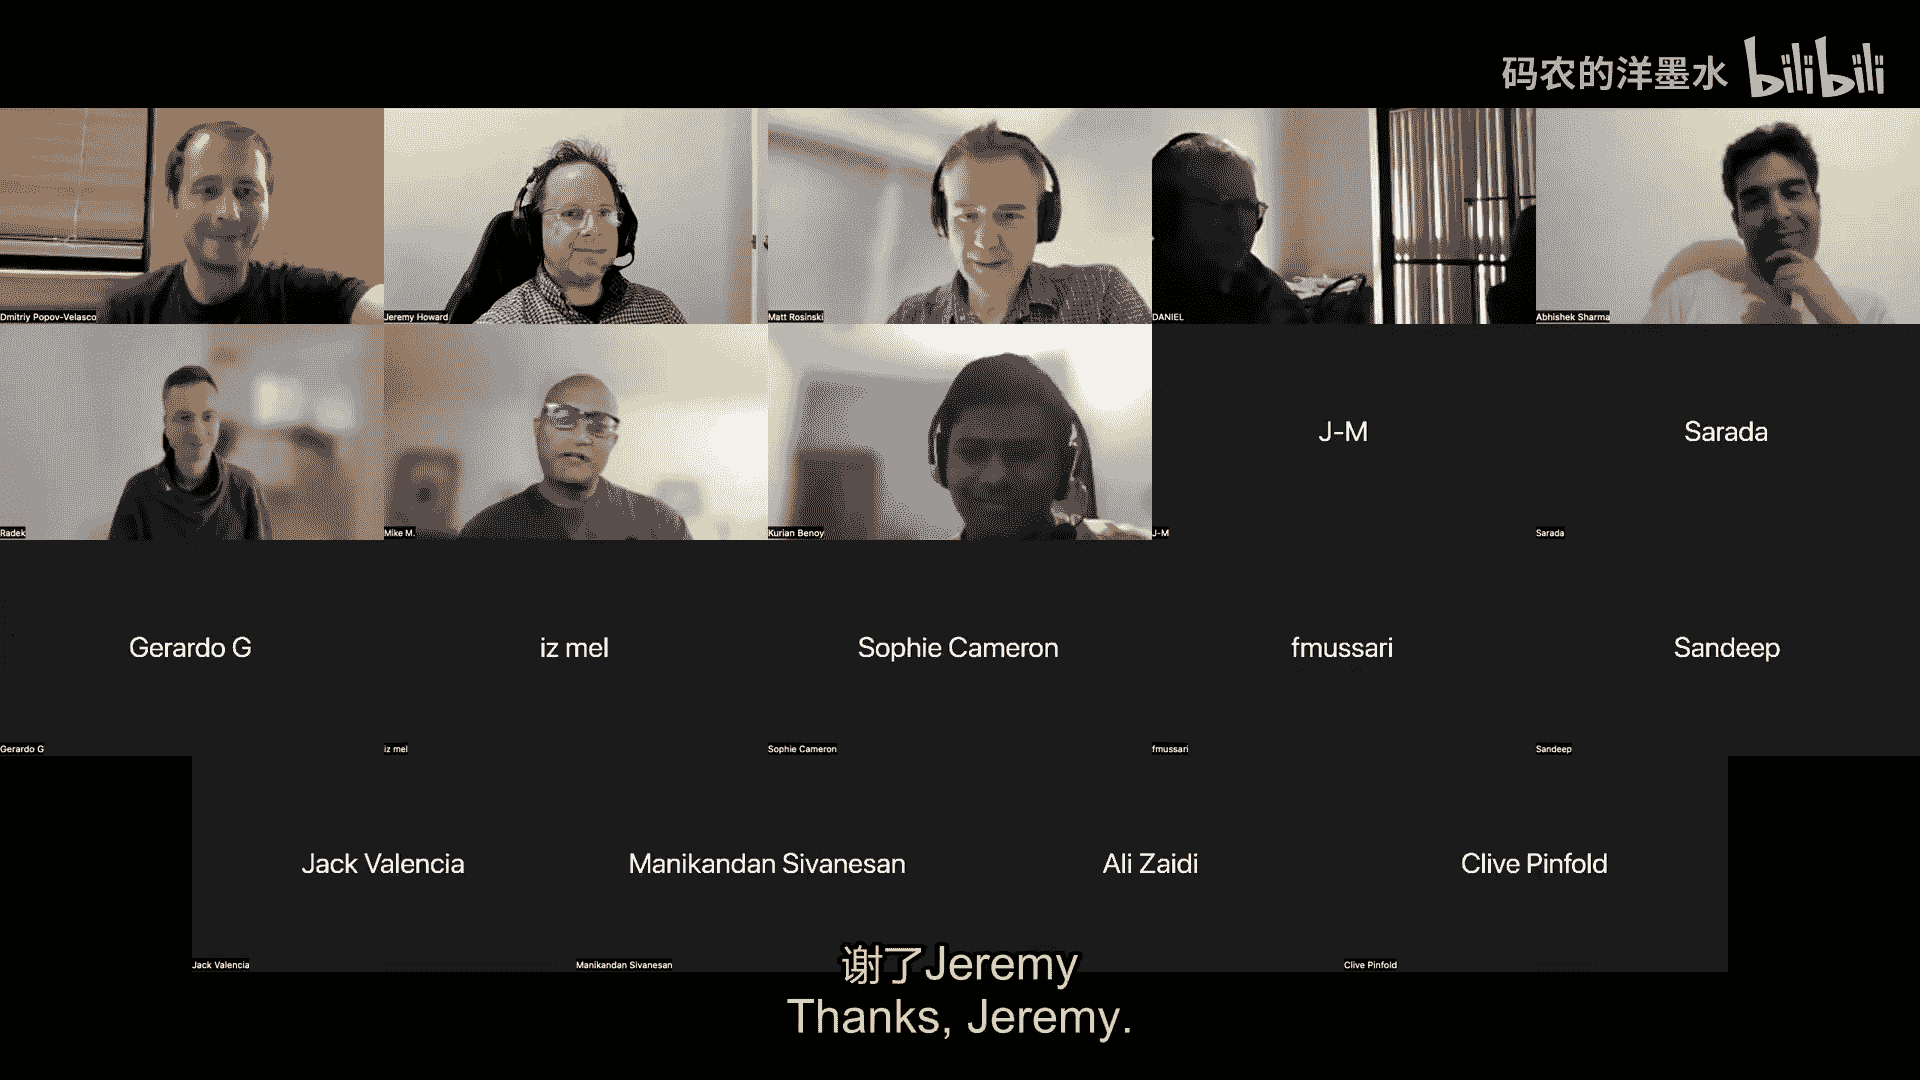 码农的洋墨水 bilibili
Dmitriy Popov-Velasco
Jeremy Howard
Matt Rosinski
DANIEL
Abhishek Sharma
J-M
Sarada
Radek
Mike M.
Kurian Benoy
J-M
Sarada
Gerardo G
iz mel
Sophie Cameron
fmussari
Sandeep
Gerardo G
iz mel
Sophie Cameron
fmussari
Sandeep
Jack Valencia
Manikandan Sivanesan
Ali Zaidi
Clive Pinfold
Jack Valencia
Manikandan Sivanesan
Clive Pinfold
谢了Jeremy
Thanks, Jeremy.